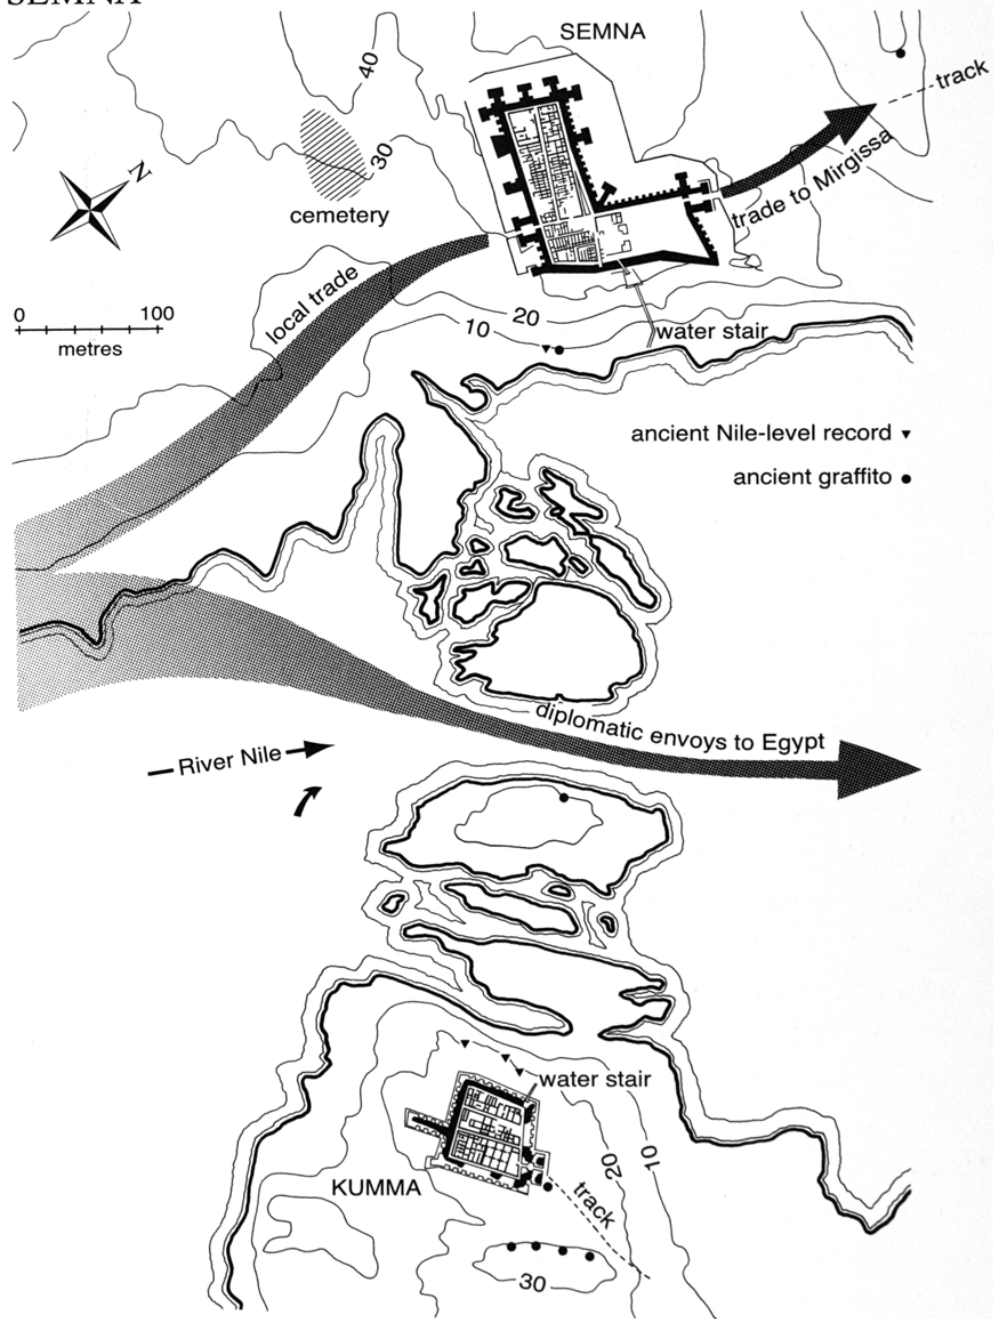 SEMNA
SEMNA
40
track
30
N
trade to Mirgissa
cemetery
local trade
0 100
metres
20
10
water stair
ancient Nile-level record
ancient graffito
diplomatic envoys to Egypt
River Nile
water stair
20
10
KUMMA
track
30